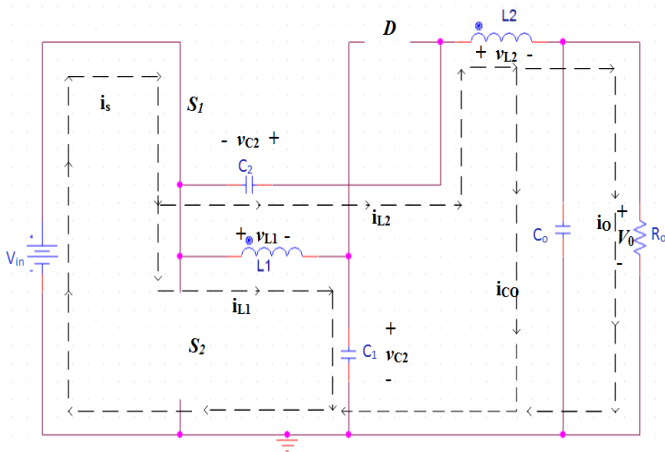 D
L2
+ vL2 -
is
S1
- vC2 +
C2
iL2
+ vL1 -
L1
Vin
iL1
S2
C1
+
vC2
-
iCO
Co
iO
+
V0
-
Ro